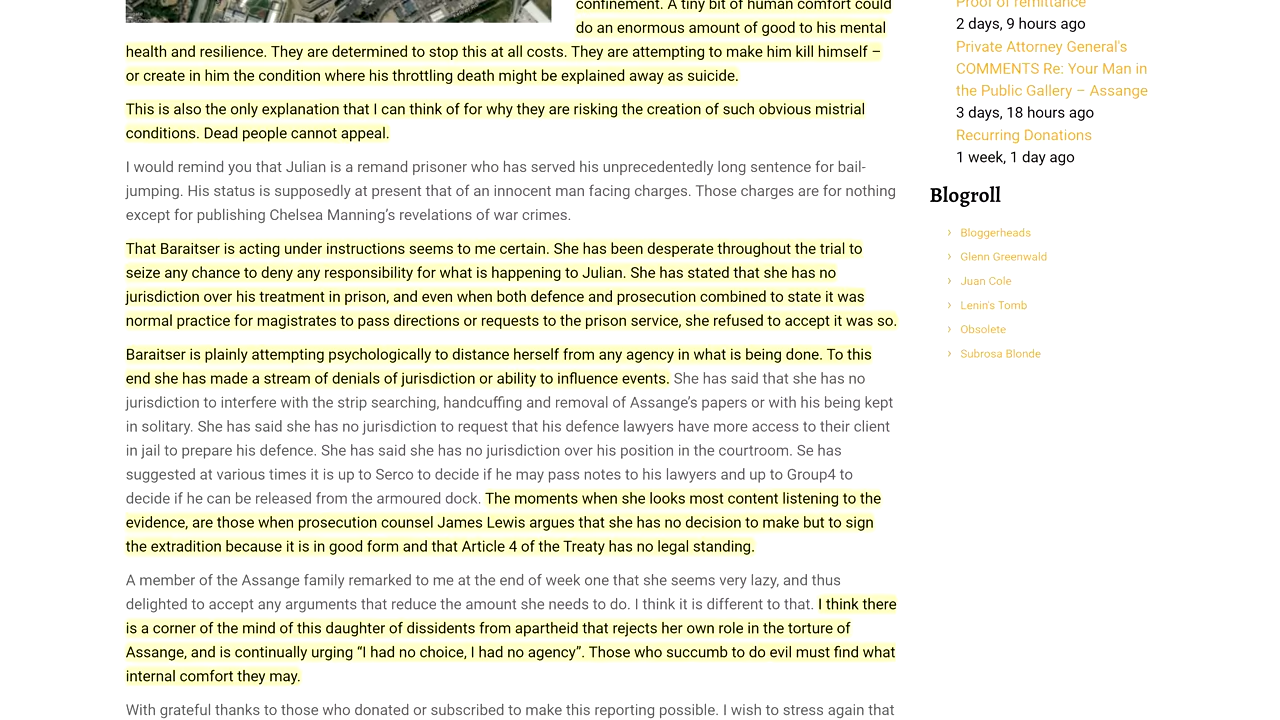 confinement. A tiny bit of human comfort could
do an enormous amount of good to his mental
health and resilience. They are determined to stop this at all costs. They are attempting to make him kill himself –
or create in him the condition where his throttling death might be explained away as suicide.
This is also the only explanation that I can think of for why they are risking the creation of such obvious mistrial
conditions. Dead people cannot appeal.
I would remind you that Julian is a remand prisoner who has served his unprecedentedly long sentence for bail-
jumping. His status is supposedly at present that of an innocent man facing charges. Those charges are for nothing
except for publishing Chelsea Manning’s revelations of war crimes.
That Baraitser is acting under instructions seems to me certain. She has been desperate throughout the trial to
seize any chance to deny any responsibility for what is happening to Julian. She has stated that she has no
jurisdiction over his treatment in prison, and even when both defence and prosecution combined to state it was
normal practice for magistrates to pass directions or requests to the prison service, she refused to accept it was so.
Baraitser is plainly attempting psychologically to distance herself from any agency in what is being done. To this
end she has made a stream of denials of jurisdiction or ability to influence events. She has said that she has no
jurisdiction to interfere with the strip searching, handcuffing and removal of Assange’s papers or with his being kept
in solitary. She has said she has no jurisdiction to request that his defence lawyers have more access to their client
in jail to prepare his defence. She has said she has no jurisdiction over his position in the courtroom. Se has
suggested at various times it is up to Serco to decide if he may pass notes to his lawyers and up to Group4 to
decide if he can be released from the armoured dock. The moments when she looks most content listening to the
evidence, are those when prosecution counsel James Lewis argues that she has no decision to make but to sign
the extradition because it is in good form and that Article 4 of the Treaty has no legal standing.
A member of the Assange family remarked to me at the end of week one that she seems very lazy, and thus
delighted to accept any arguments that reduce the amount she needs to do. I think it is different to that. I think there
is a corner of the mind of this daughter of dissidents from apartheid that rejects her own role in the torture of
Assange, and is continually urging “I had no choice, I had no agency”. Those who succumb to do evil must find what
internal comfort they may.
With grateful thanks to those who donated or subscribed to make this reporting possible. I wish to stress again that
Proof of remittance
2 days, 9 hours ago
Private Attorney General's
COMMENTS Re: Your Man in
the Public Gallery – Assange
3 days, 18 hours ago
Recurring Donations
1 week, 1 day ago
Blogroll
› Bloggerheads
› Glenn Greenwald
› Juan Cole
› Lenin's Tomb
› Obsolete
› Subrosa Blonde